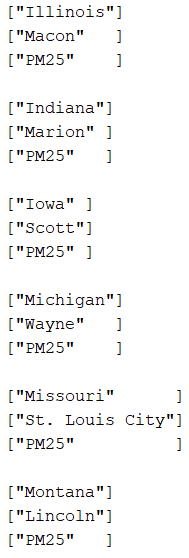 ["Illinois"]
["Macon"   ]
["PM25"    ]

["Indiana"]
["Marion" ]
["PM25"   ]

["Iowa" ]
["Scott"]
["PM25" ]

["Michigan"]
["Wayne"   ]
["PM25"    ]

["Missouri"      ]
["St. Louis City"]
["PM25"          ]

["Montana"]
["Lincoln"]
["PM25"   ]